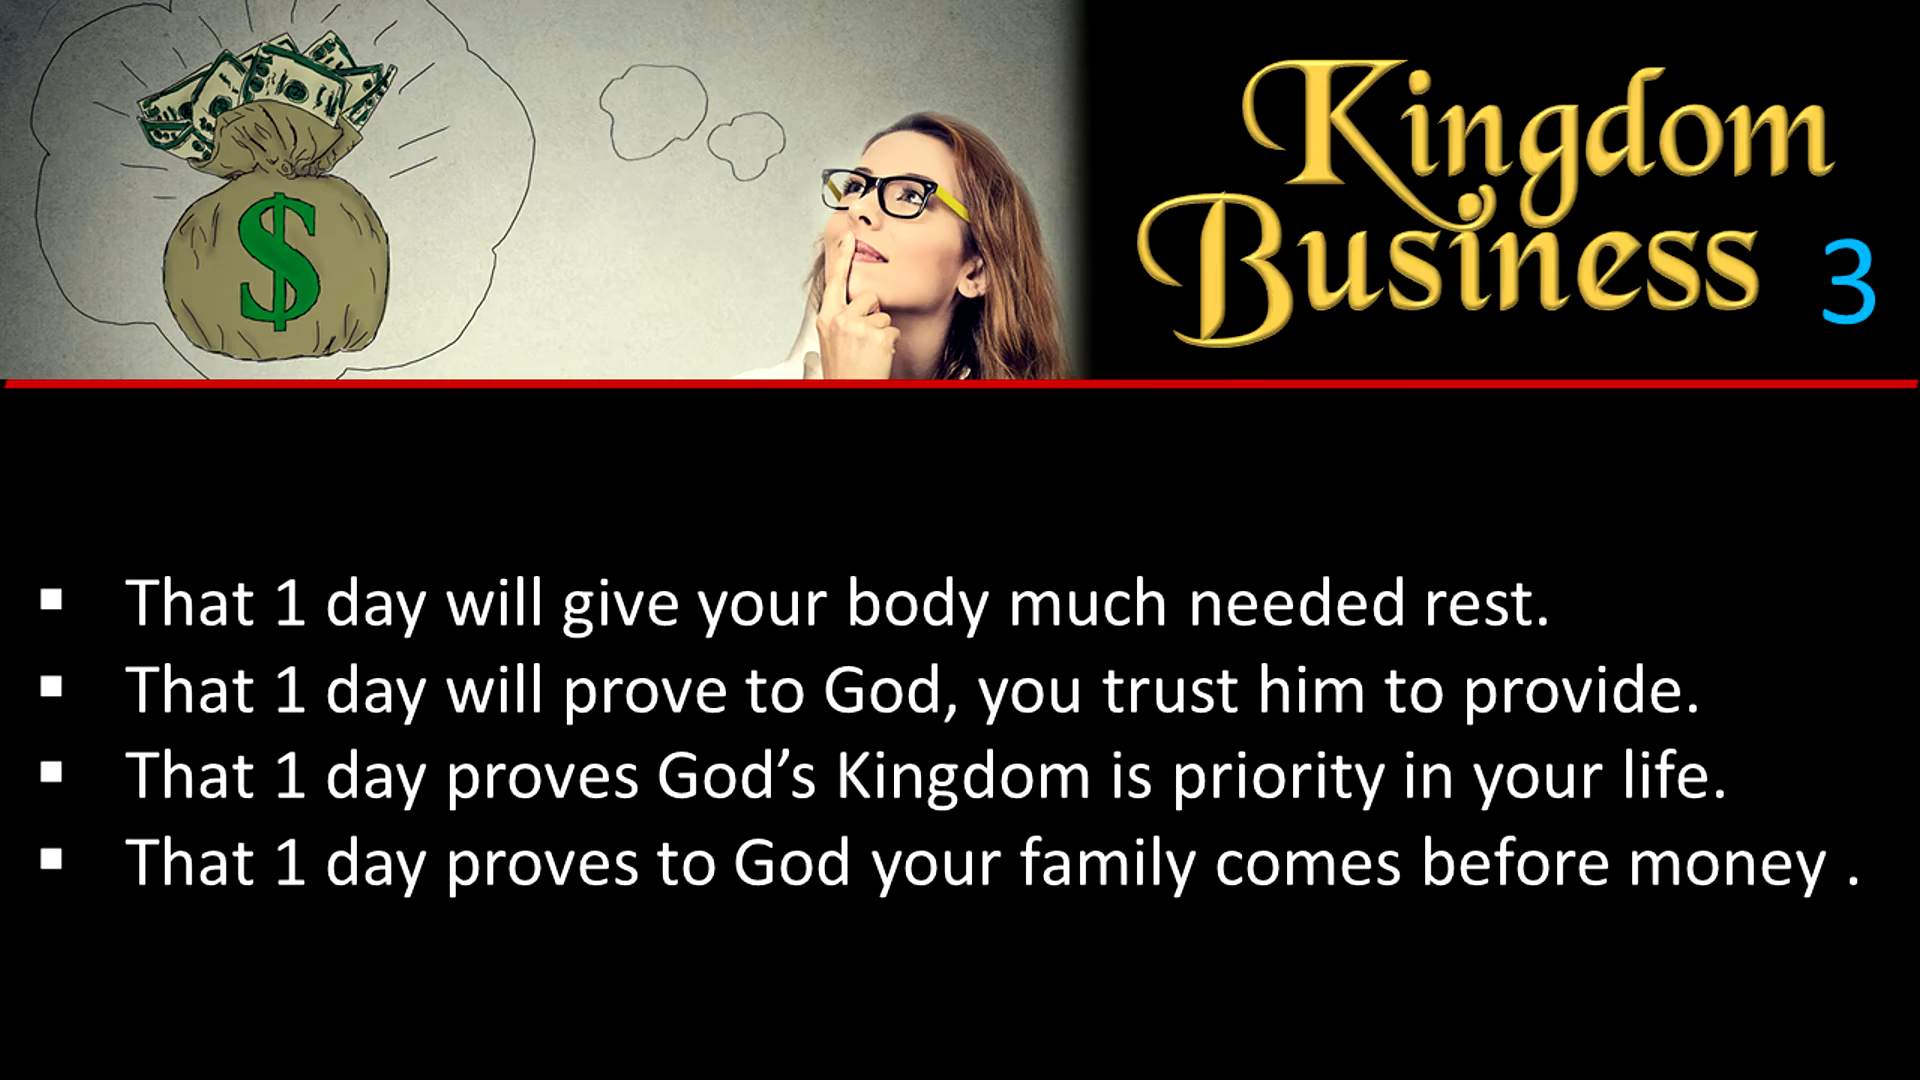 $
Kingdom
Business 3
▪ That 1 day will give your body much needed rest.
▪ That 1 day will prove to God, you trust him to provide.
▪ That 1 day proves God’s Kingdom is priority in your life.
▪ That 1 day proves to God your family comes before money .